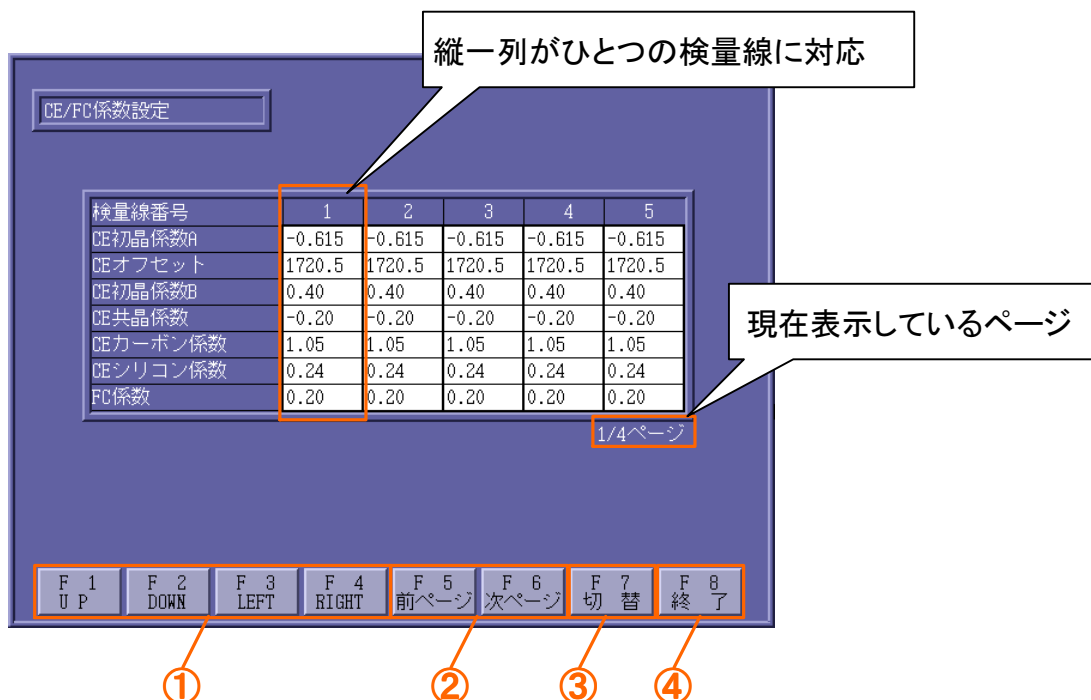 縦一列がひとつの検量線に対応
CE/FC係数設定
検量線番号 1 2 3 4 5
CE初晶係数A -0.615 -0.615 -0.615 -0.615 -0.615
CEオフセット 1720.5 1720.5 1720.5 1720.5 1720.5
CE初晶係数B 0.40 0.40 0.40 0.40 0.40
CE共晶係数 -0.20 -0.20 -0.20 -0.20 -0.20
CEカーボン係数 1.05 1.05 1.05 1.05 1.05
CEシリコン係数 0.24 0.24 0.24 0.24 0.24
FC係数 0.20 0.20 0.20 0.20 0.20
現在表示しているページ
1/4ページ
F 1 F 2 F 3 F 4 F 5 F 6 F 7 F 8
U P DOWN LEFT RIGHT 前ページ 次ページ 切 替 終 了
① ② ③ ④